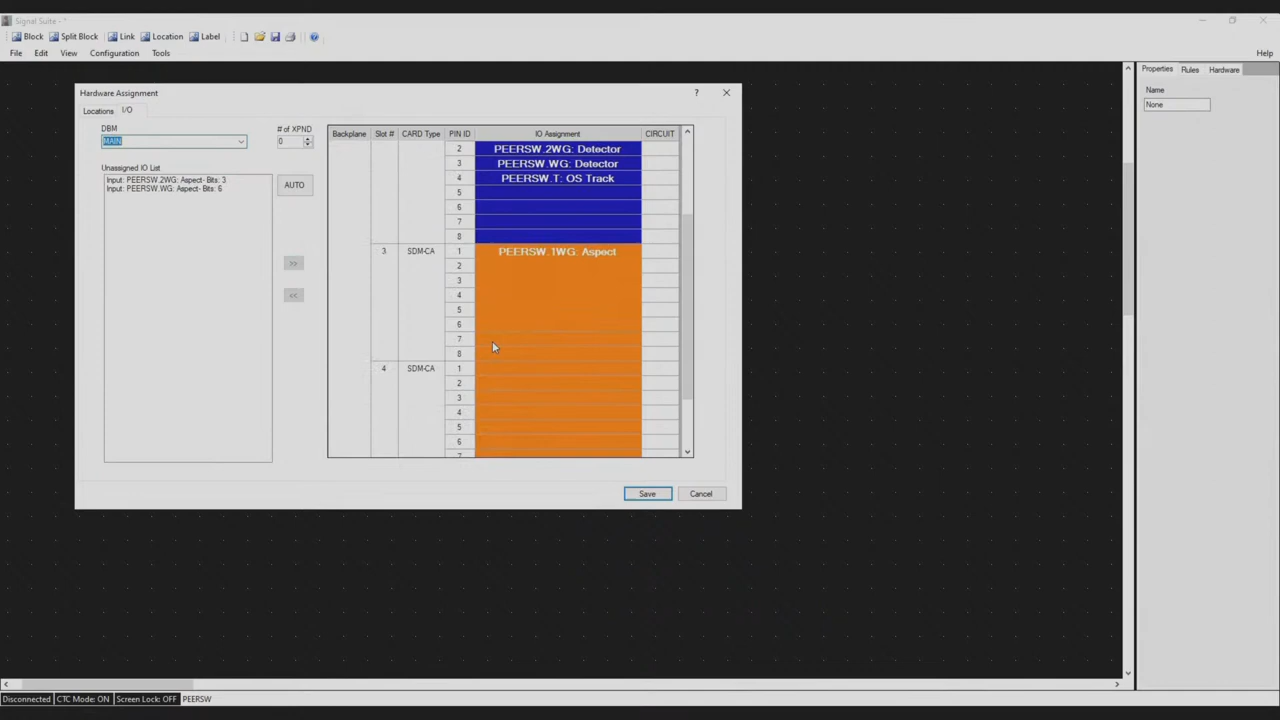 Signal Suite - *
Block Split Block Link Location Label
File Edit View Configuration Tools Help
Properties Rules Hardware
Name
None
Hardware Assignment ?
Locations I/O
DBM # of XPND
MAIN 0
Unassigned IO List
Input: PEERSW.2WG: Aspect- Bits: 3
Input: PEERSW.WG: Aspect- Bits: 6
AUTO
>>
<<
Backplane Slot # CARD Type PIN ID IO Assignment CIRCUIT
2 PEERSW.2WG: Detector
3 PEERSW.WG: Detector
4 PEERSW.T: OS Track
5
6
7
8
3 SDM-CA 1 PEERSW.1WG: Aspect
2
3
4
5
6
7
8
4 SDM-CA 1
2
3
4
5
6
7
Save Cancel
Disconnected CTC Mode: ON Screen Lock: OFF PEERSW